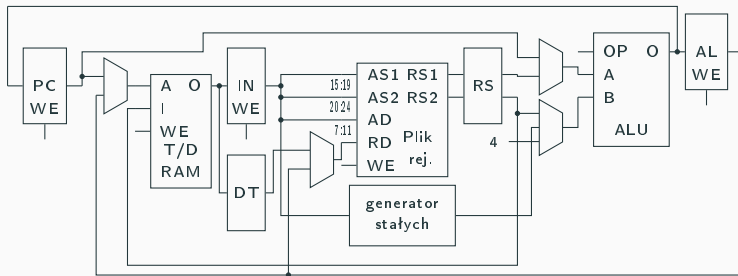 PC
WE
A O
I
WE
T/D
RAM
IN
WE
DT
15:19
20:24
7:11
AS1 RS1
AS2 RS2
AD
RD Plik
rej.
WE
RS
generator
stałych
4
OP O
A
B
ALU
AL
WE